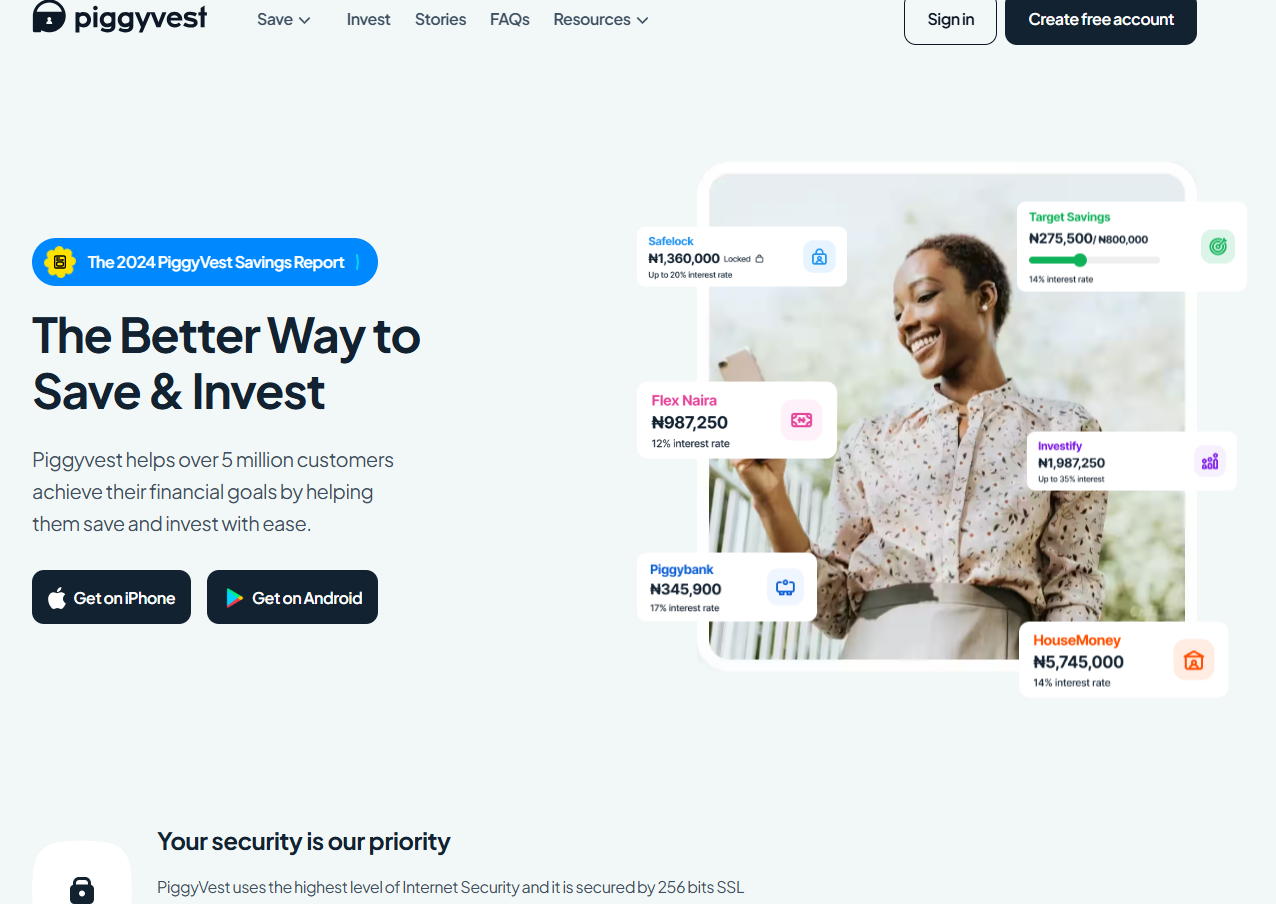 piggyvest
Save
Invest
Stories
FAQs
Resources
Sign in
Create free account
The 2024 PiggyVest Savings Report
The Better Way to
Save & Invest
Piggyvest helps over 5 million customers
achieve their financial goals by helping
them save and invest with ease.
Get on iPhone
Get on Android
Safelock
₦1,360,000 Locked
Up to 20% interest rate
Target Savings
₦275,500/ ₦800,000
14% interest rate
Flex Naira
₦987,250
12% interest rate
Investify
₦1,987,250
Up to 35% interest
Piggybank
₦345,900
17% interest rate
HouseMoney
₦5,745,000
14% interest rate
Your security is our priority
PiggyVest uses the highest level of Internet Security and it is secured by 256 bits SSL